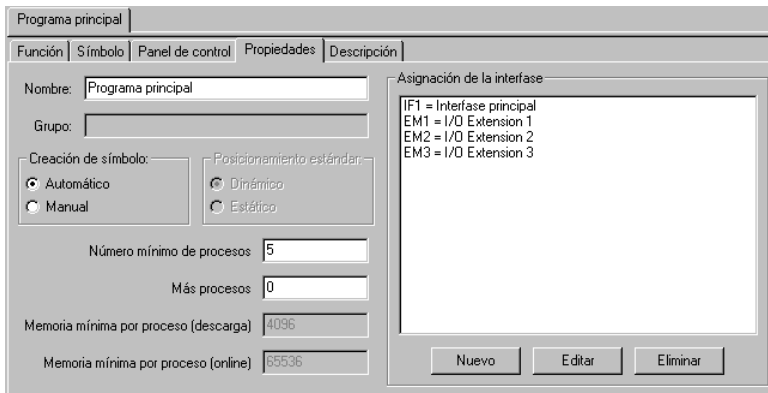 Programa principal
Función Símbolo Panel de control Propiedades Descripción
Nombre: Programa principal
Grupo:
Creación de símbolo:
Automático
Manual
Posicionamiento estándar:
Dinámico
Estático
Número mínimo de procesos 5
Más procesos 0
Memoria mínima por proceso (descarga) 4096
Memoria mínima por proceso (online) 65536
Asignación de la interfase
IF1 = Interfase principal
EM1 = I/O Extension 1
EM2 = I/O Extension 2
EM3 = I/O Extension 3
Nuevo Editar Eliminar